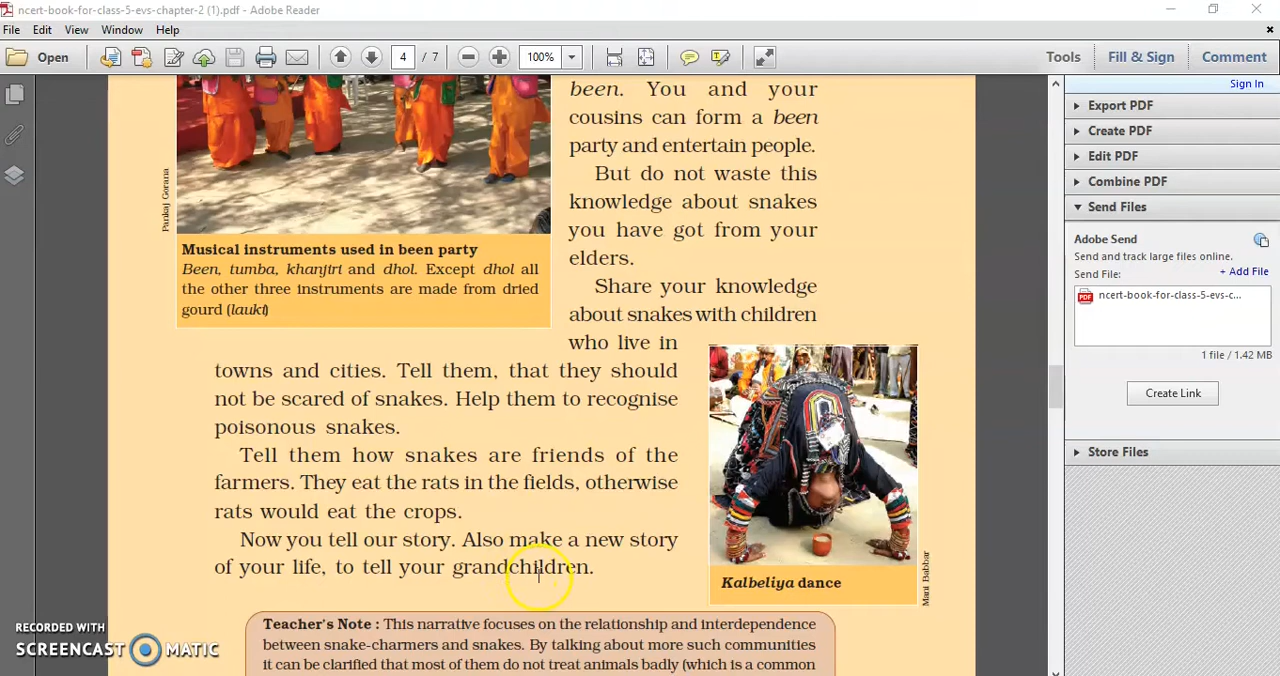 ncert-book-for-class-5-evs-chapter-2 (1).pdf - Adobe Reader
File Edit View Window Help
Open 4 / 7 100% Tools Fill & Sign Comment
Sign In
Export PDF
Create PDF
Edit PDF
Combine PDF
Send Files
Adobe Send
Send and track large files online.
Send File: + Add File
ncert-book-for-class-5-evs-c...
1 file / 1.42 MB
Create Link
Store Files
been. You and your
cousins can form a been
party and entertain people.
But do not waste this
knowledge about snakes
you have got from your
elders.
Share your knowledge
about snakes with children
who live in
towns and cities. Tell them, that they should
not be scared of snakes. Help them to recognise
poisonous snakes.
Tell them how snakes are friends of the
farmers. They eat the rats in the fields, otherwise
rats would eat the crops.
Now you tell our story. Also make a new story
of your life, to tell your grandchildren.
Pankaj Gorana
Musical instruments used in been party
Been, tumba, khanjiri and dhol. Except dhol all
the other three instruments are made from dried
gourd (lauki)
Kalbeliya dance
Mani Babbar
Teacher's Note : This narrative focuses on the relationship and interdependence
between snake-charmers and snakes. By talking about more such communities
it can be clarified that most of them do not treat animals badly (which is a common
RECORDED WITH
SCREENCAST MATIC